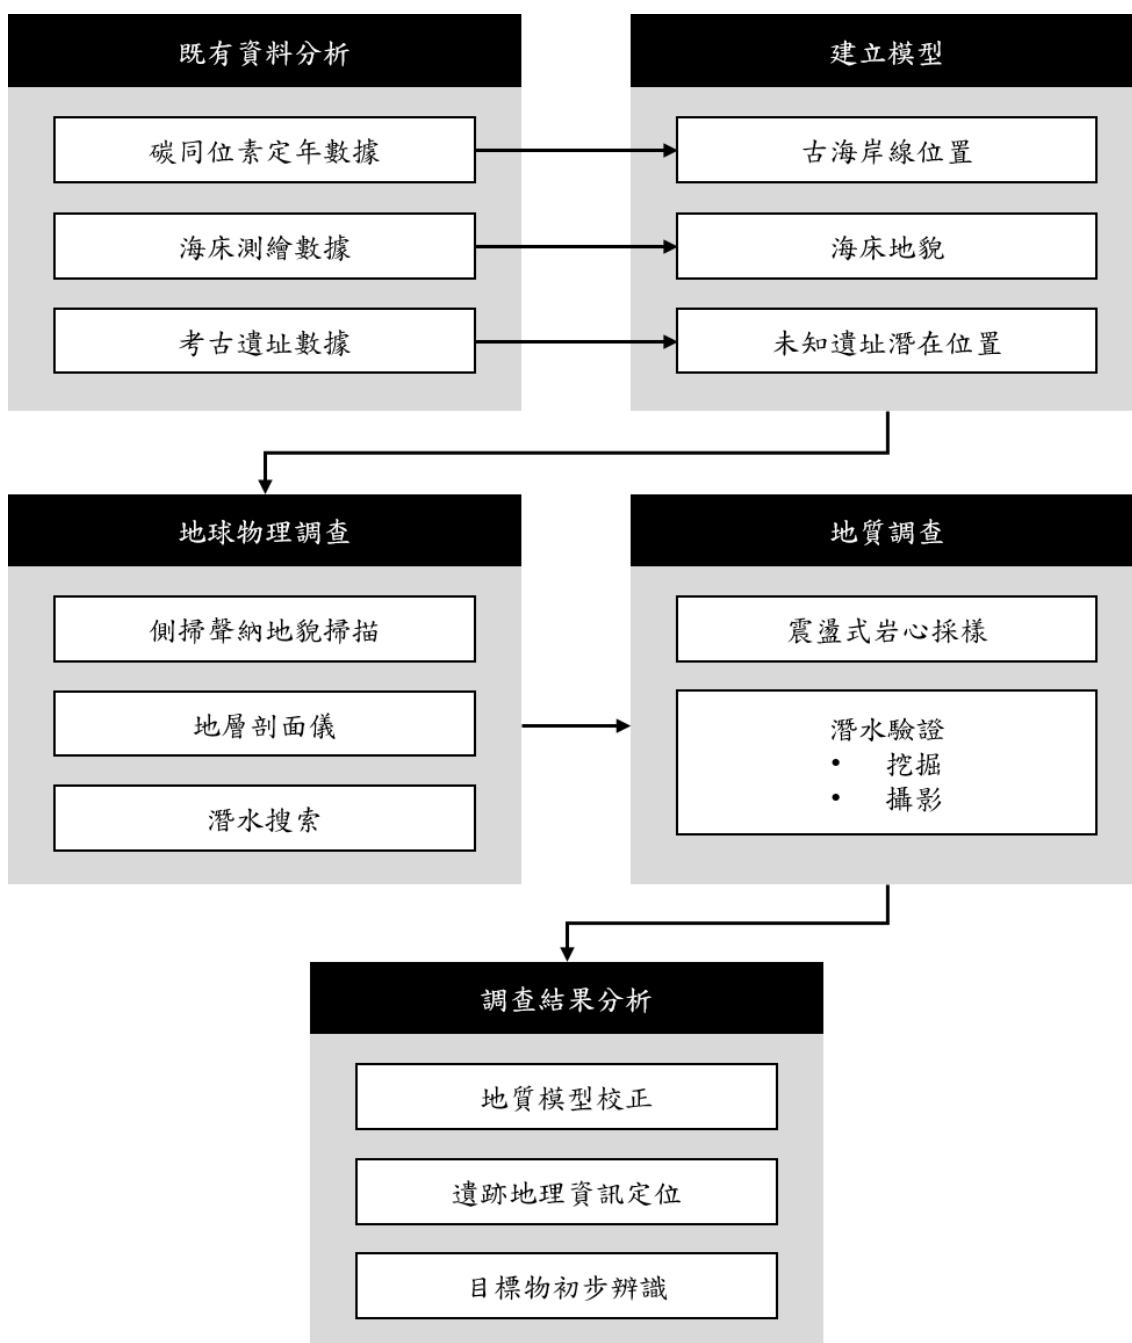 既有資料分析
碳同位素定年數據
海床測繪數據
考古遺址數據
建立模型
古海岸線位置
海床地貌
未知遺址潛在位置
地球物理調查
側掃聲納地貌掃描
地層剖面儀
潛水搜索
地質調查
震盪式岩心採樣
潛水驗證
• 挖掘
• 攝影
調查結果分析
地質模型校正
遺跡地理資訊定位
目標物初步辨識